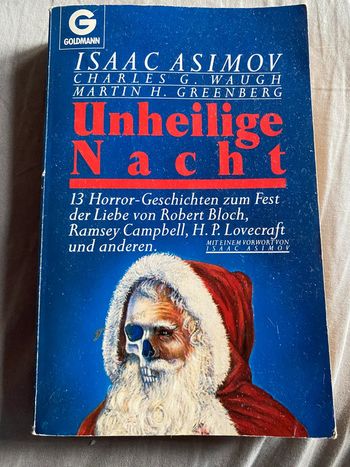 G
GOLDMANN
ISAAC ASIMOV
CHARLES G. WAUGH
MARTIN H. GREENBERG
Unheilige
Nacht
13 Horror-Geschichten zum Fest
der Liebe von Robert Bloch,
Ramsey Campbell, H. P. Lovecraft
und anderen.
MIT EINEM VORWORT VON
ISAAC ASIMOV